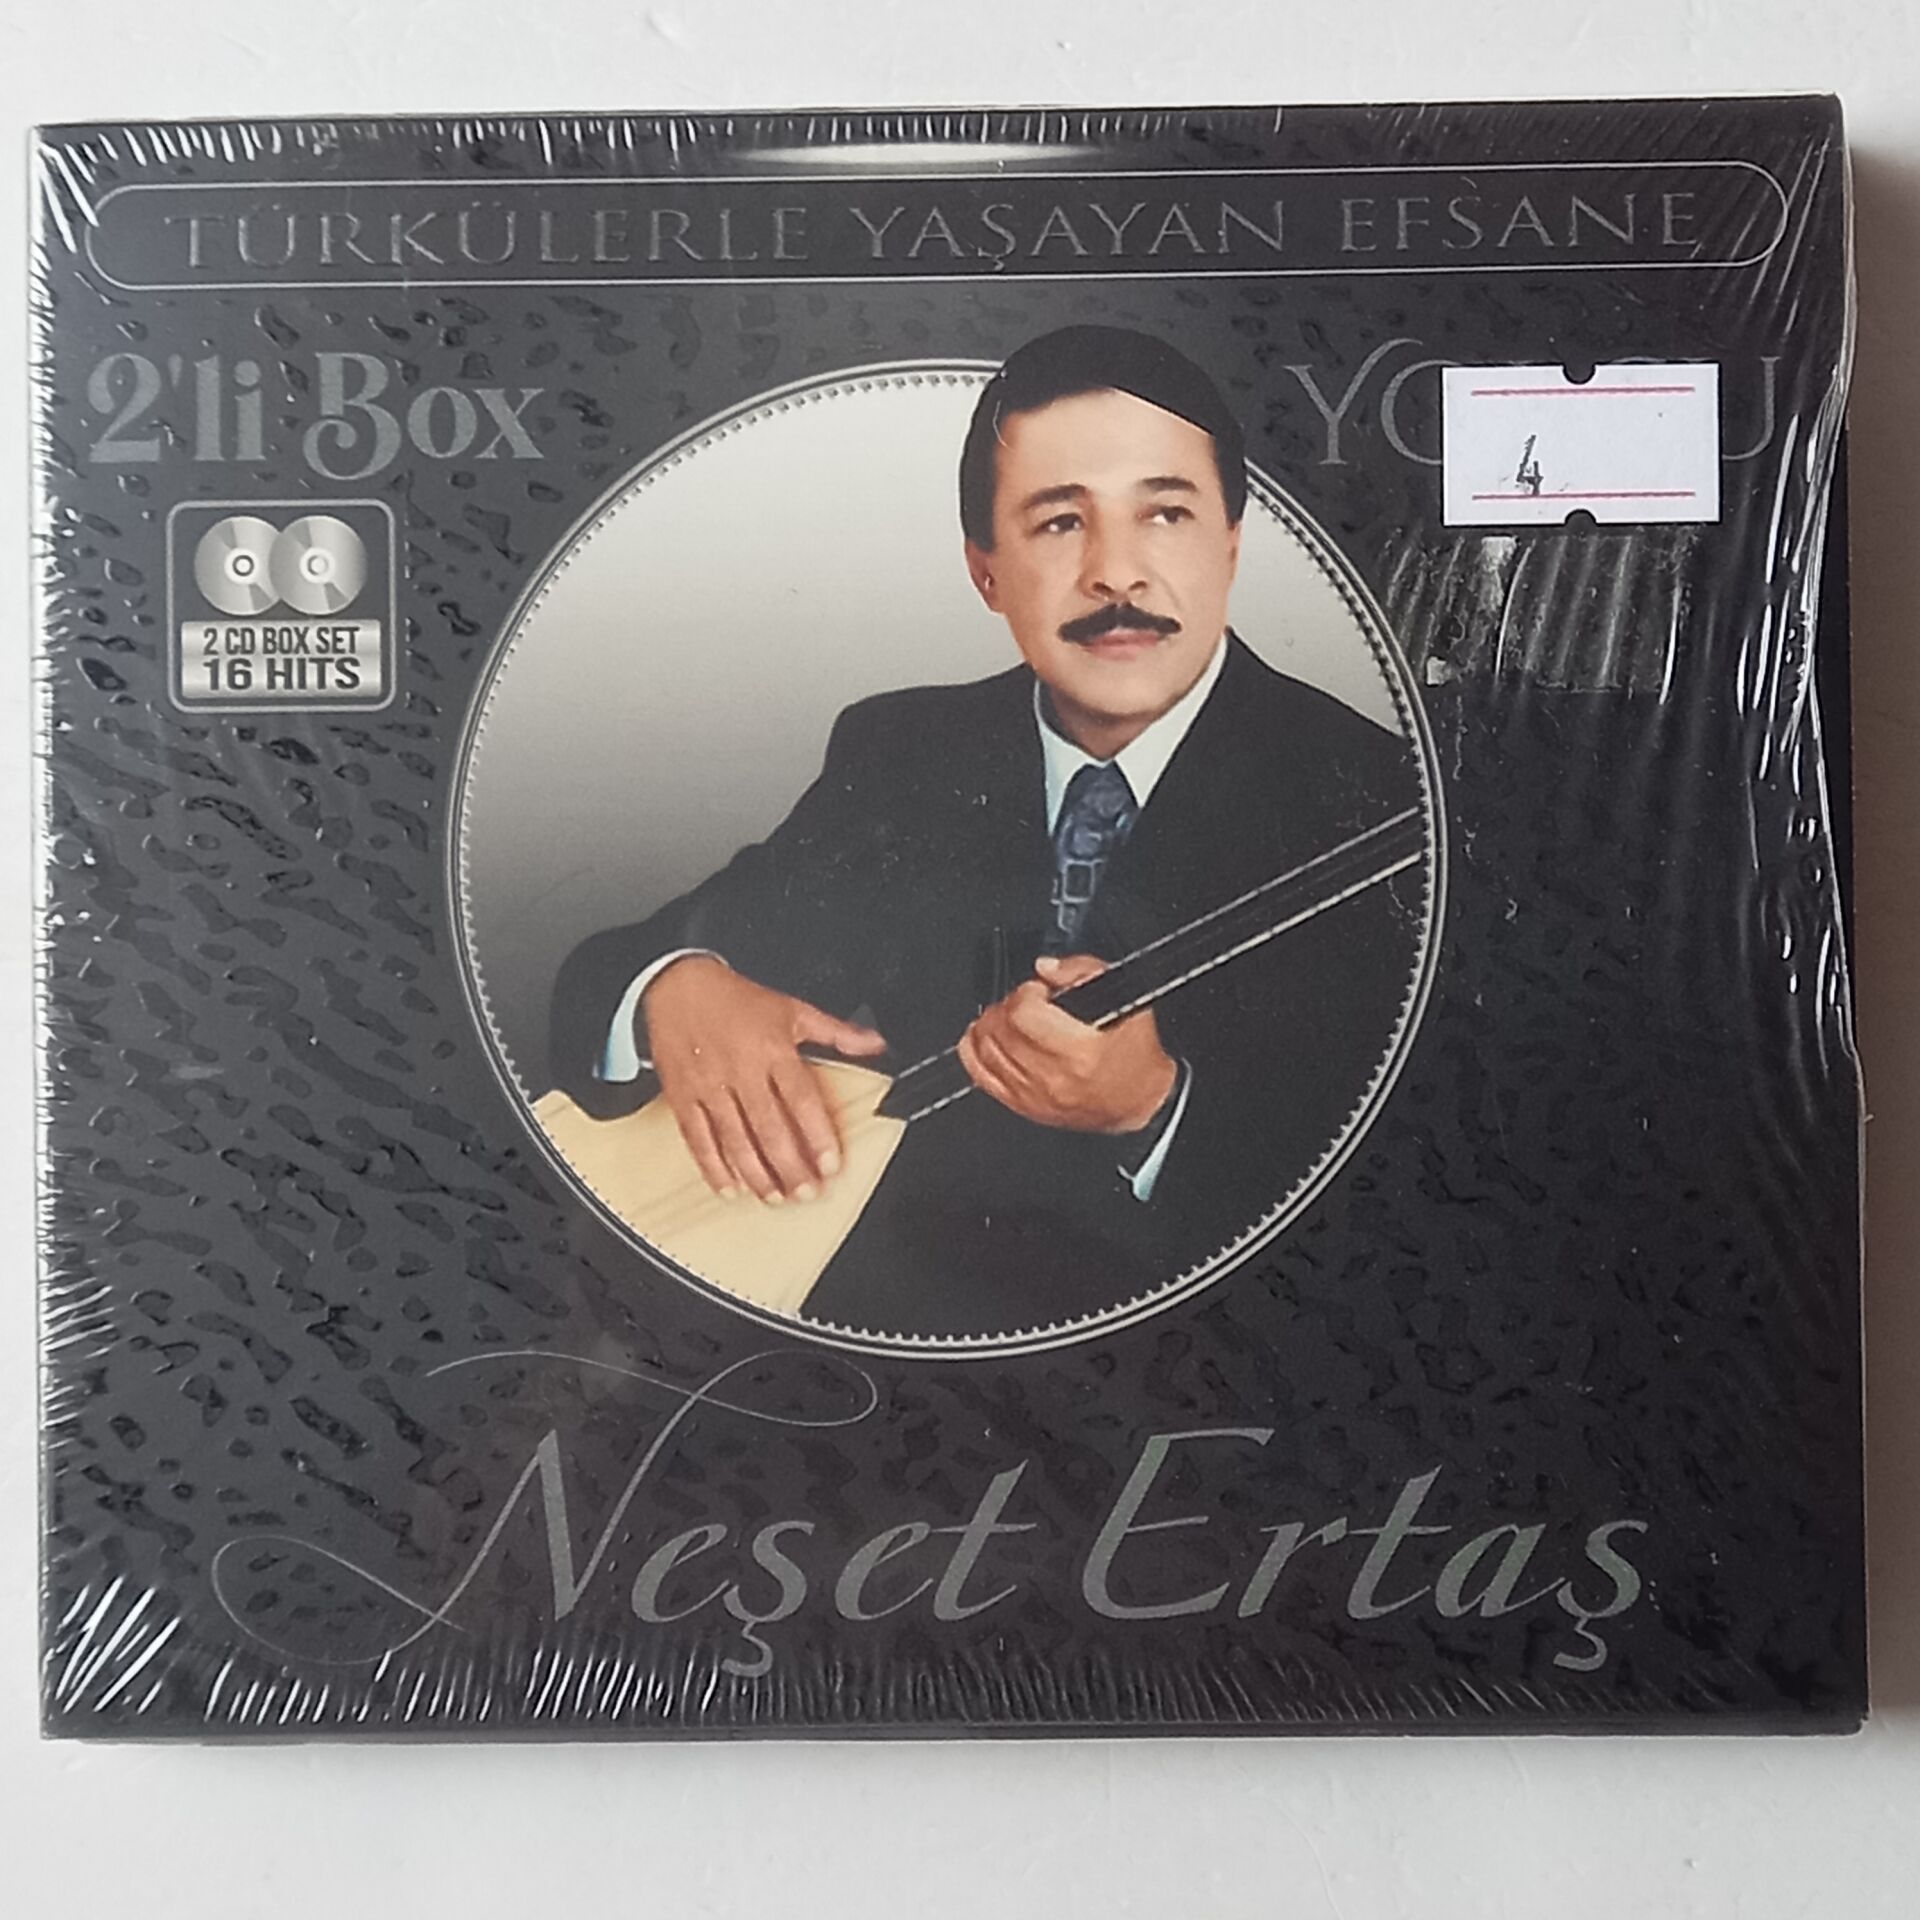 TÜRKÜLERLE YAŞAYAN EFSANE
2'li Box
4
2 CD BOX SET
16 HITS
Neşet Ertaş